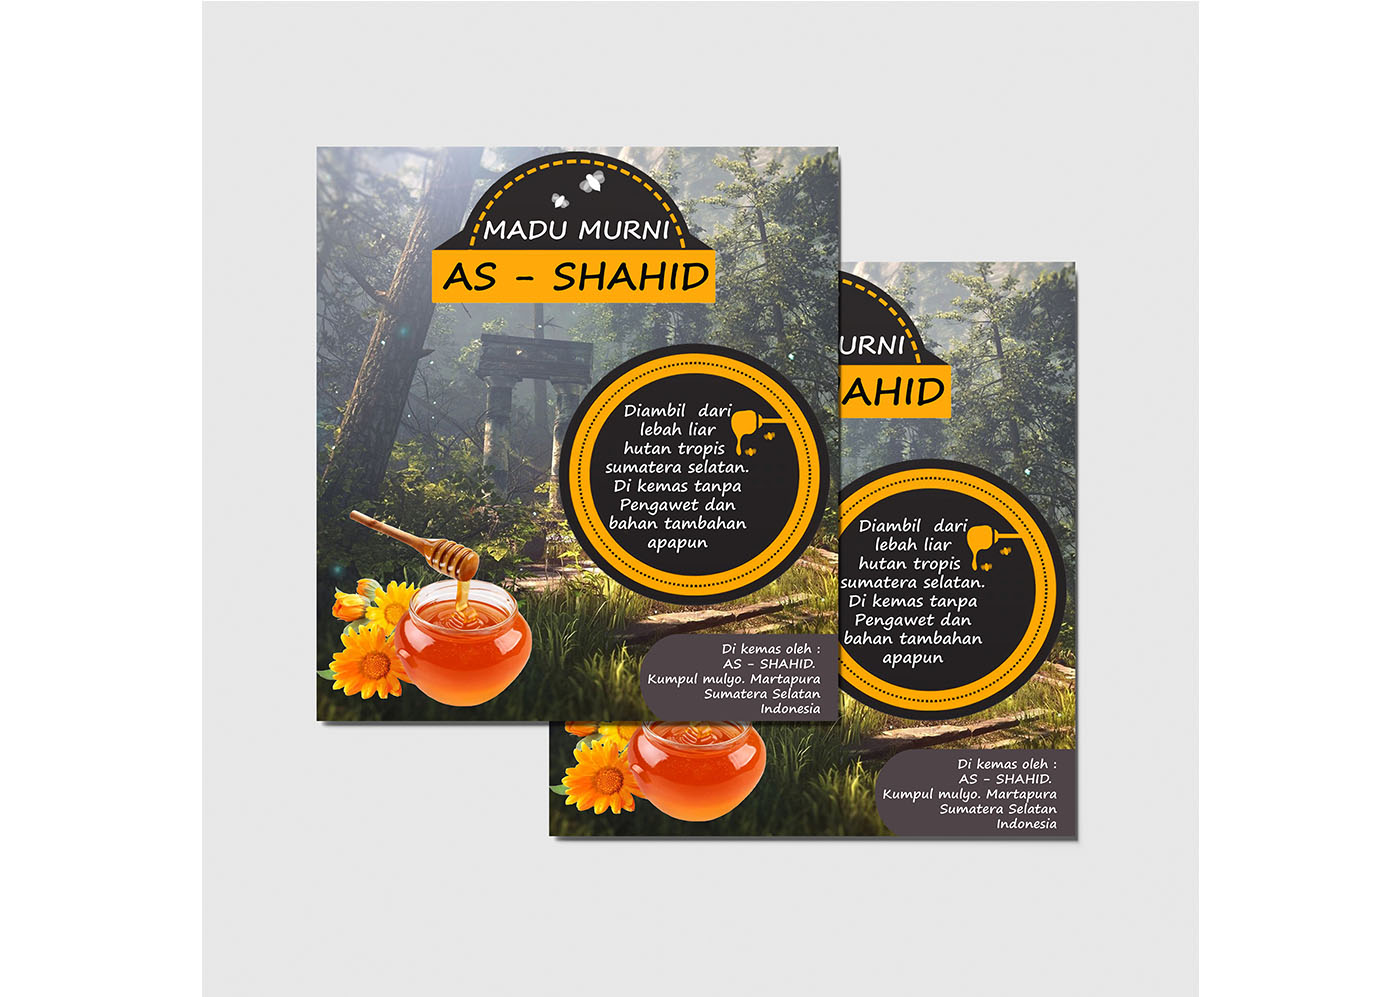 MADU MURNI
AS - SHAHID
Diambil dari
lebah liar
hutan tropis
sumatera selatan.
Di kemas tanpa
Pengawet dan
bahan tambahan
apapun
Di kemas oleh :
AS - SHAHID.
Kumpul mulyo. Martapura
Sumatera Selatan
Indonesia
URNI
AHID
Diambil dari
lebah liar
hutan tropis
sumatera selatan.
Di kemas tanpa
Pengawet dan
bahan tambahan
apapun
Di kemas oleh :
AS - SHAHID.
Kumpul mulyo. Martapura
Sumatera Selatan
Indonesia